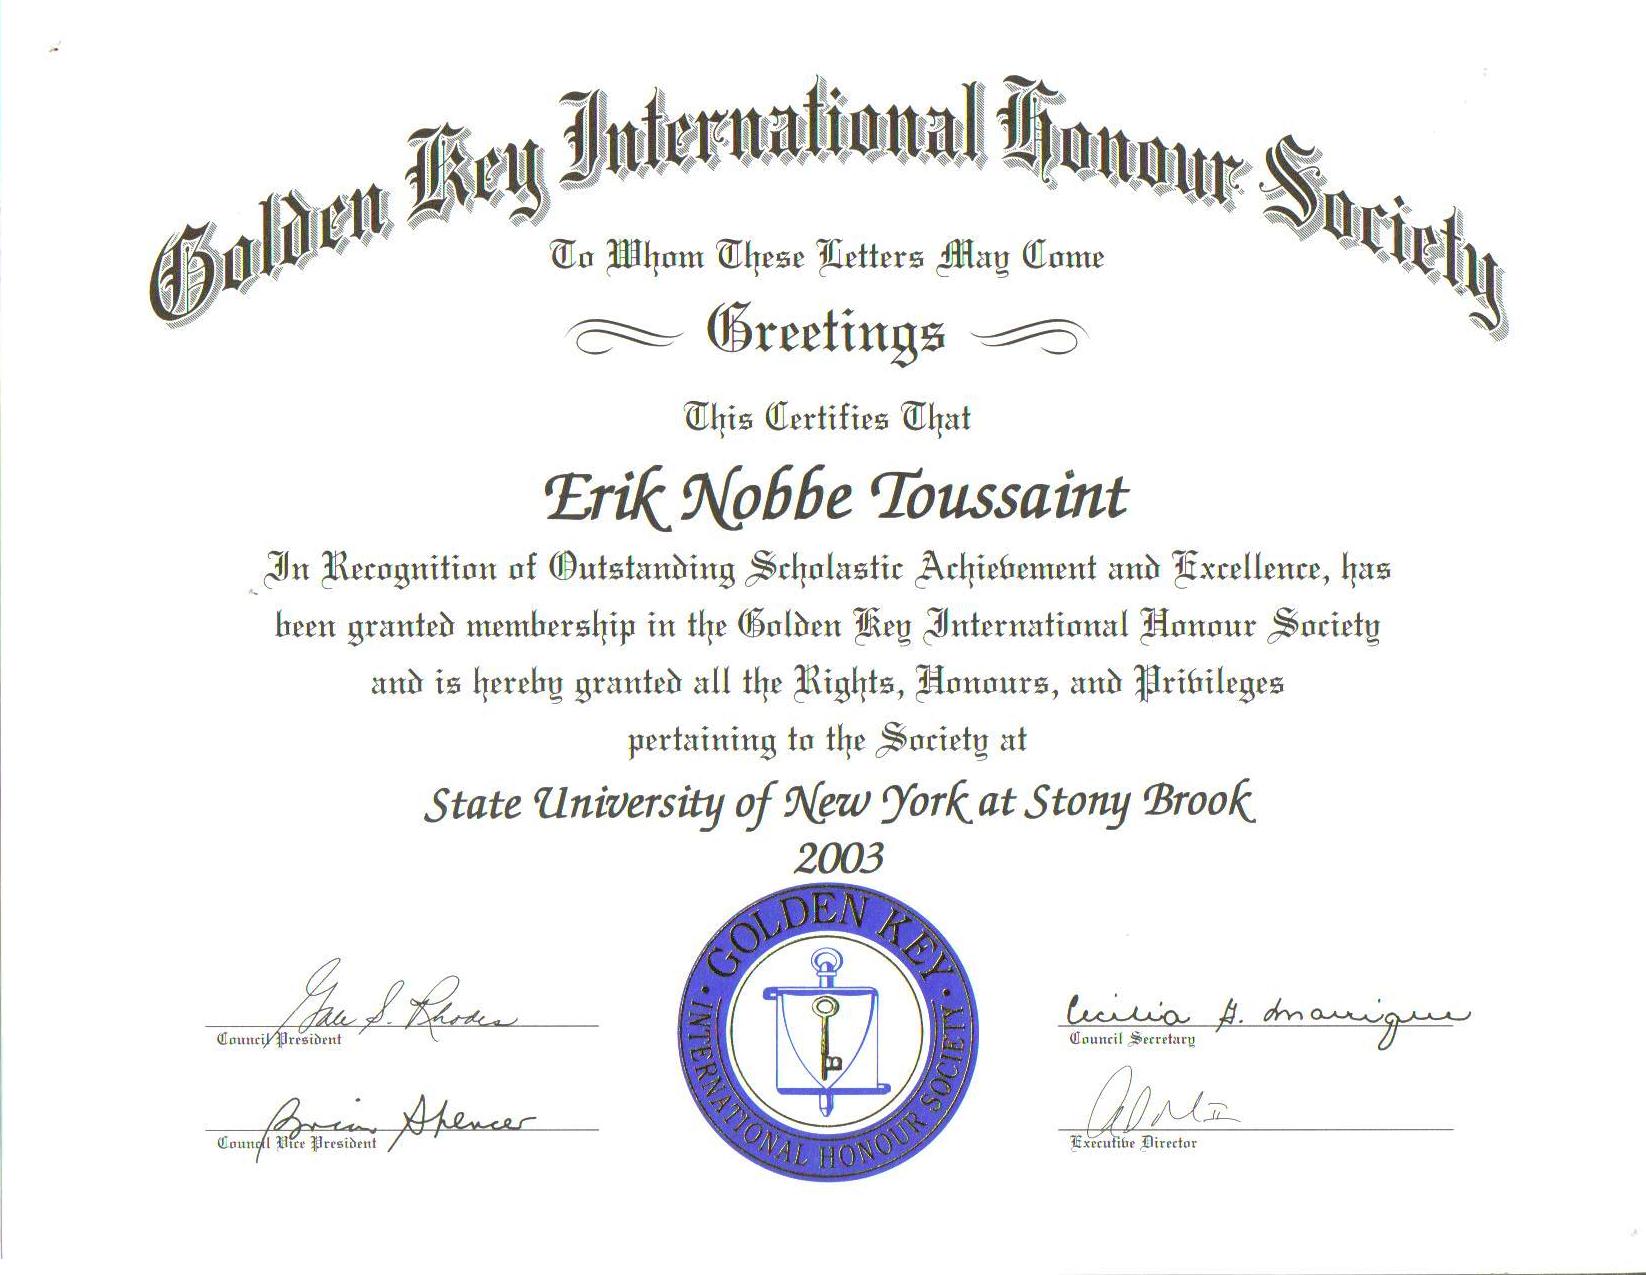 Golden Key International Honour Society
To Whom These Letters May Come
Greetings
This Certifies That
Erik Nobbe Toussaint
In Recognition of Outstanding Scholastic Achievement and Excellence, has
been granted membership in the Golden Key International Honour Society
and is hereby granted all the Rights, Honours, and Privileges
pertaining to the Society at
State University of New York at Stony Brook
2003
GOLDEN KEY
INTERNATIONAL HONOUR SOCIETY
Gale S. Rhodes
Council President
Cecilia G. Manrique
Council Secretary
Brian Spencer
Council Vice President
Executive Director